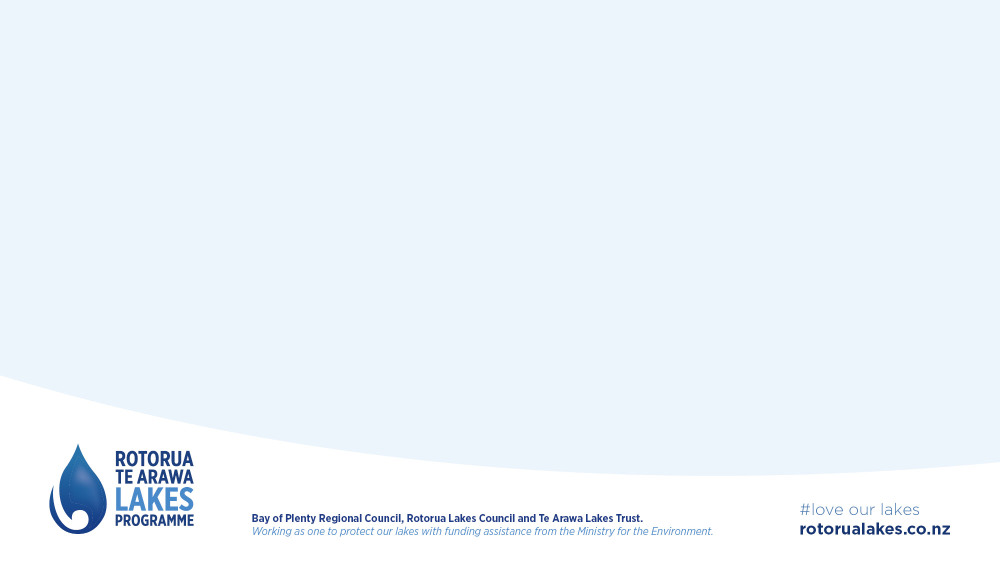 ROTORUA
TE ARAWA
LAKES
PROGRAMME
Bay of Plenty Regional Council, Rotorua Lakes Council and Te Arawa Lakes Trust.
Working as one to protect our lakes with funding assistance from the Ministry for the Environment.
#love our lakes
rotorualakes.co.nz